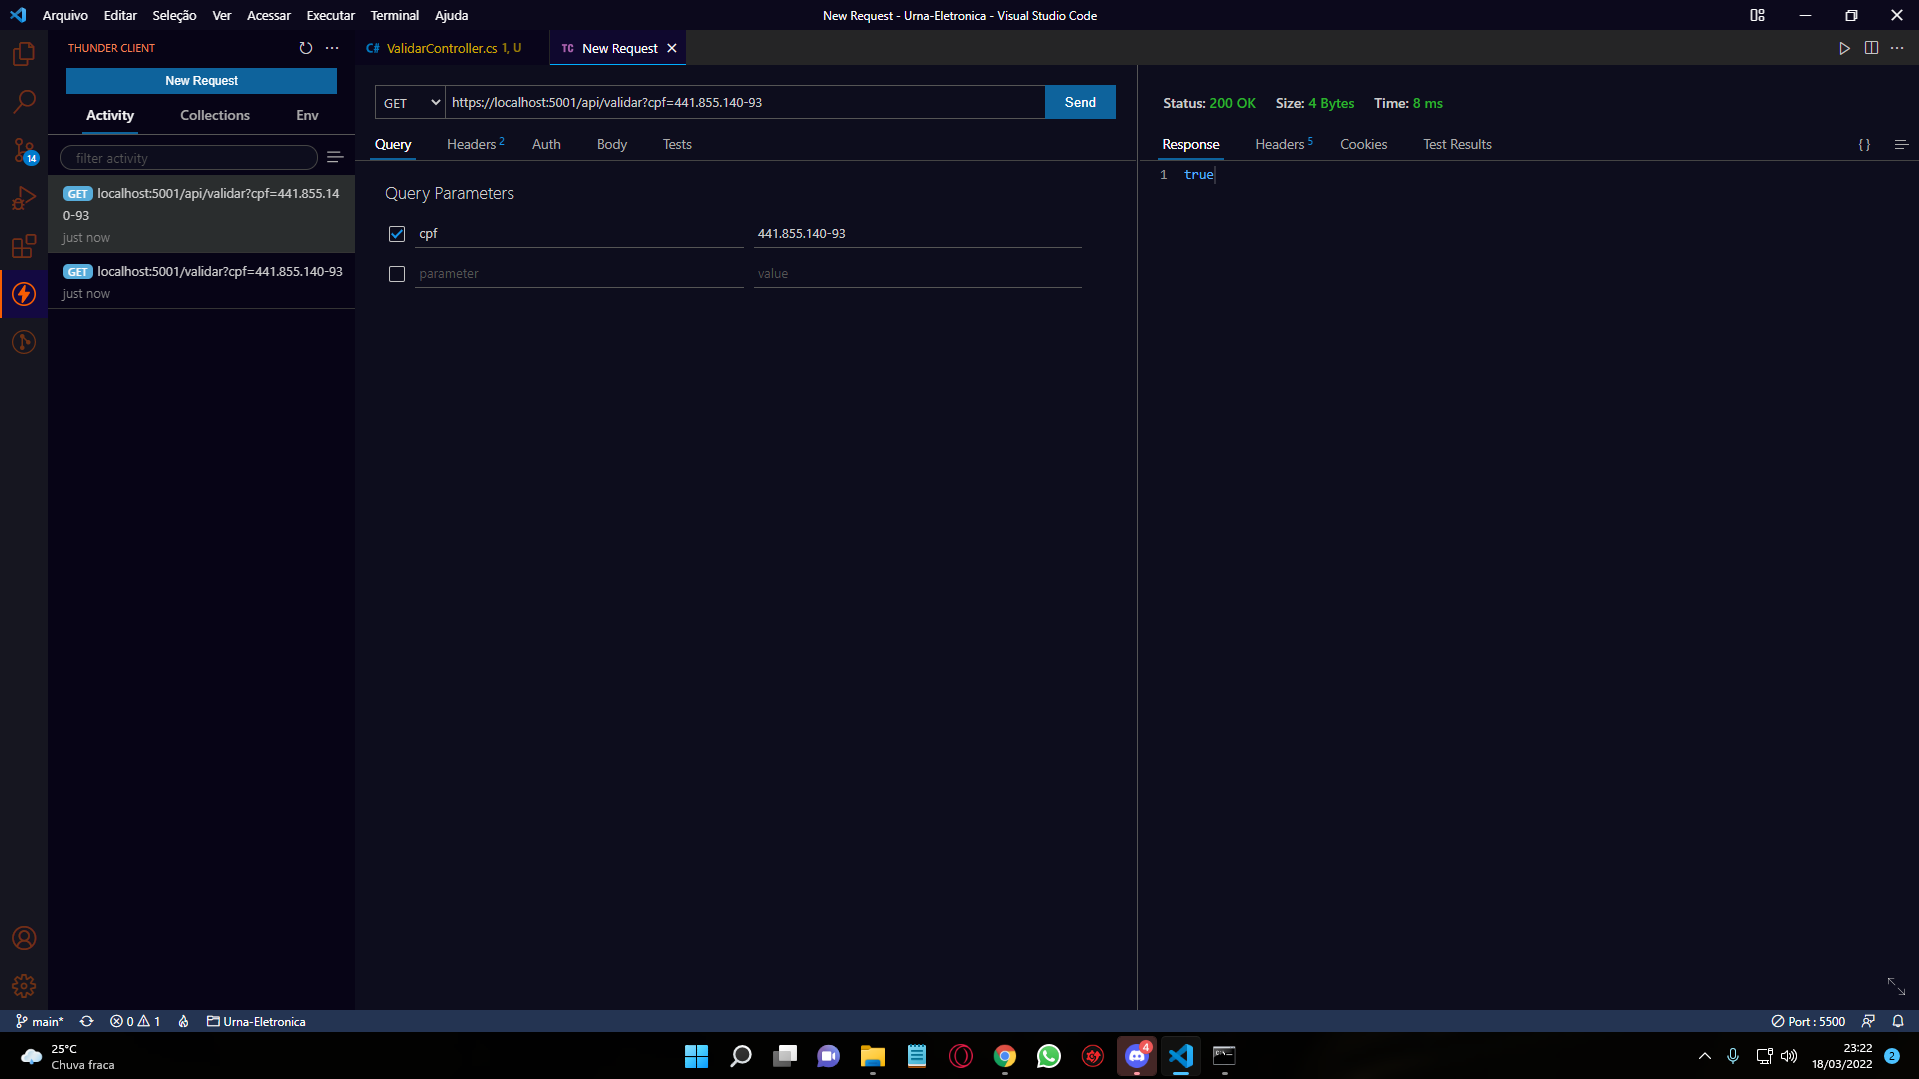 Arquivo Editar Seleção Ver Acessar Executar Terminal Ajuda
New Request - Urna-Eletronica - Visual Studio Code
THUNDER CLIENT
New Request
Activity Collections Env
filter activity
GET localhost:5001/api/validar?cpf=441.855.14
0-93
just now
GET localhost:5001/validar?cpf=441.855.140-93
just now
C# ValidarController.cs 1, U
TC New Request
GET https://localhost:5001/api/validar?cpf=441.855.140-93 Send
Query Headers 2 Auth Body Tests
Query Parameters
cpf 441.855.140-93
parameter value
Status: 200 OK Size: 4 Bytes Time: 8 ms
Response Headers 5 Cookies Test Results
{}
1 true
14
main* 0 1 Urna-Eletronica
Port : 5500
25°C
Chuva fraca
4
23:22
18/03/2022
2